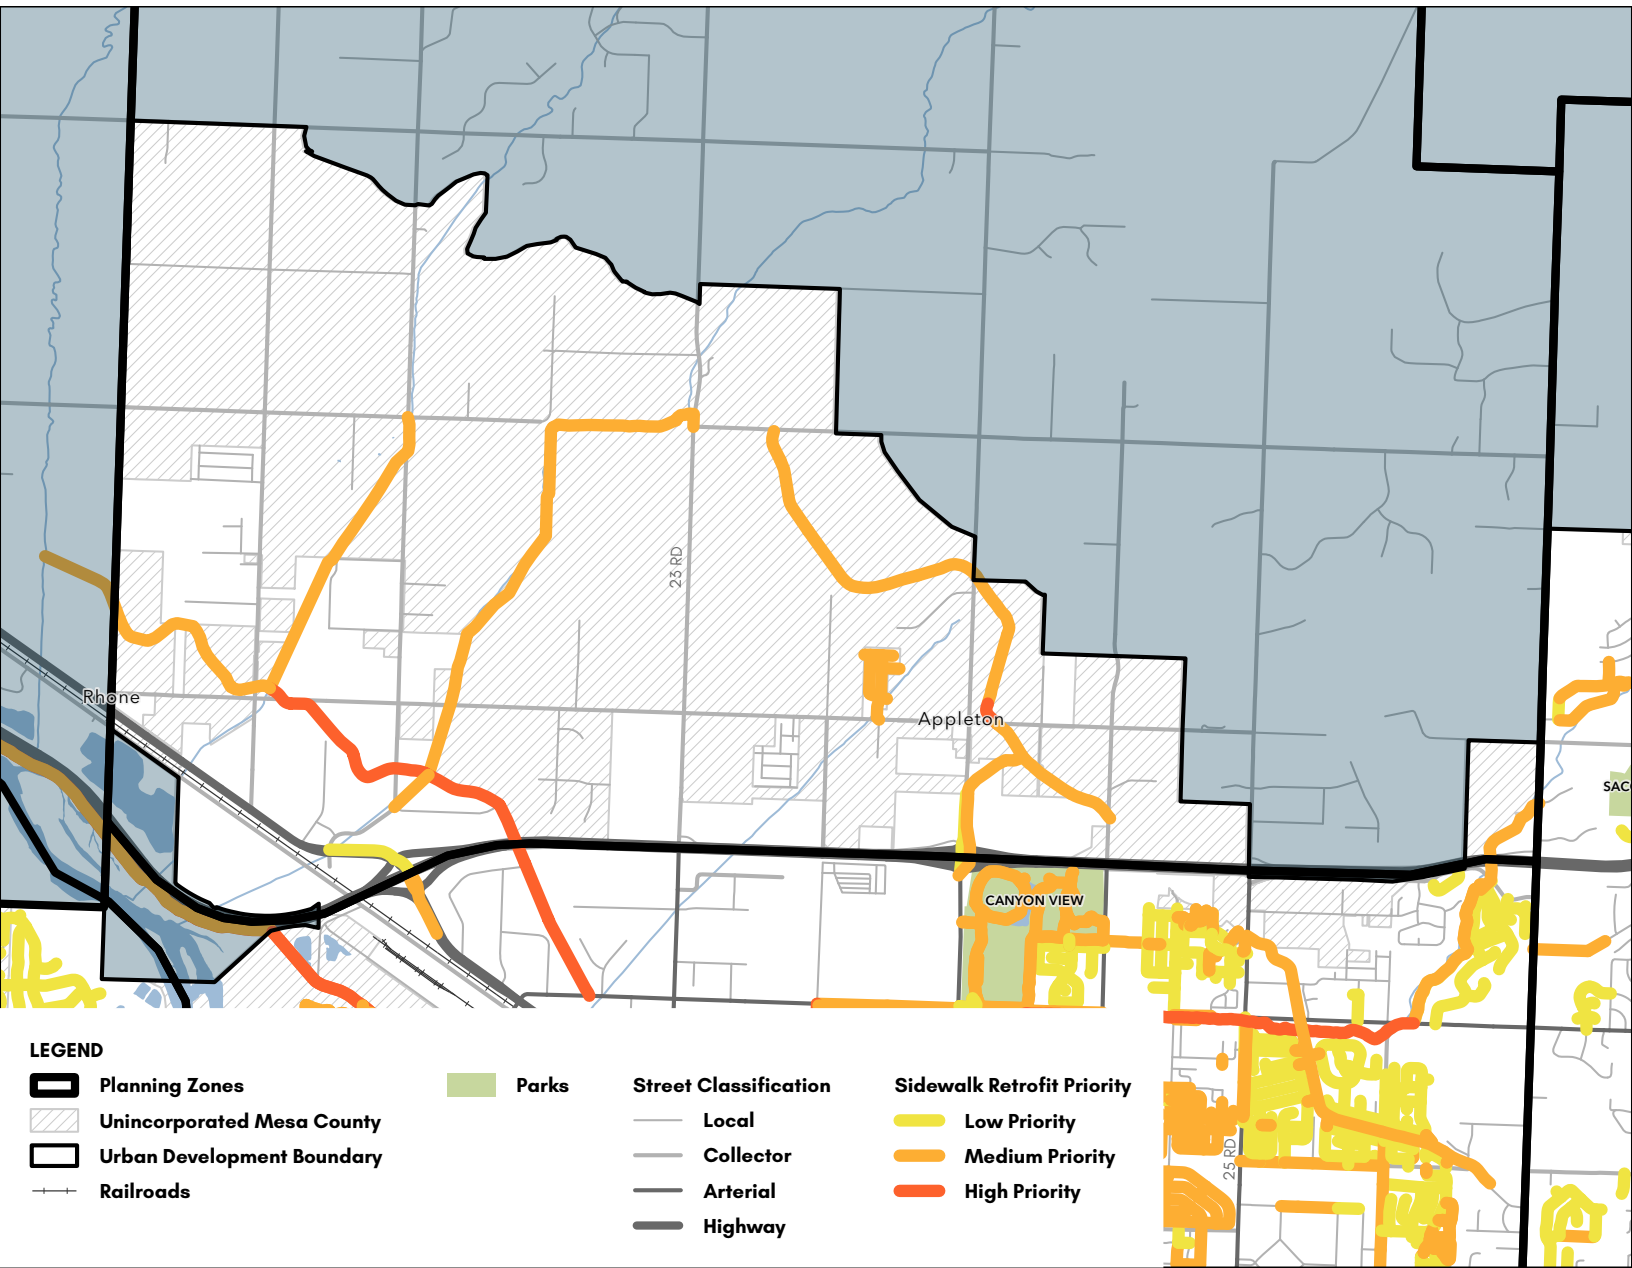 23 RD
Rhone
Appleton
SAC
CANYON VIEW
25 RD
LEGEND
Planning Zones
Unincorporated Mesa County
Urban Development Boundary
Railroads
Parks
Street Classification
Local
Collector
Arterial
Highway
Sidewalk Retrofit Priority
Low Priority
Medium Priority
High Priority